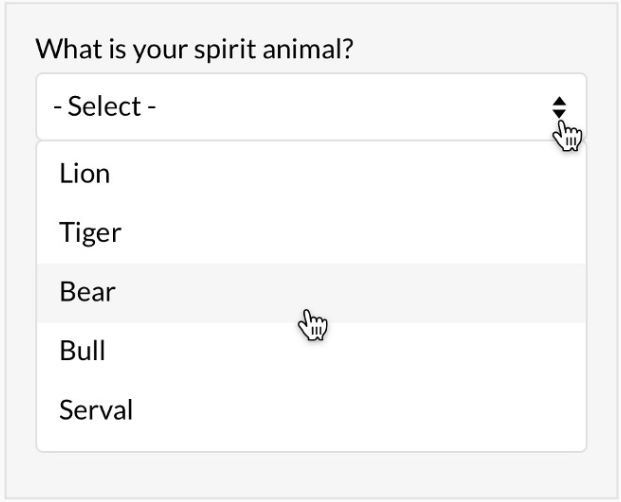 What is your spirit animal?
- Select -
Lion
Tiger
Bear
Bull
Serval